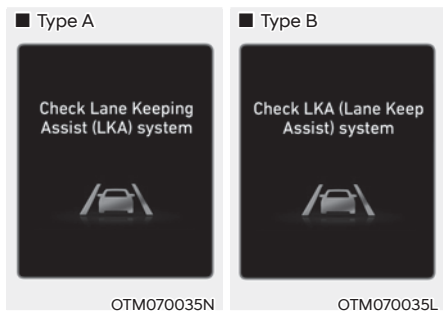 ■ Type A
Check Lane Keeping
Assist (LKA) system
OTM070035N
■ Type B
Check LKA (Lane Keep
Assist) system
OTM070035L